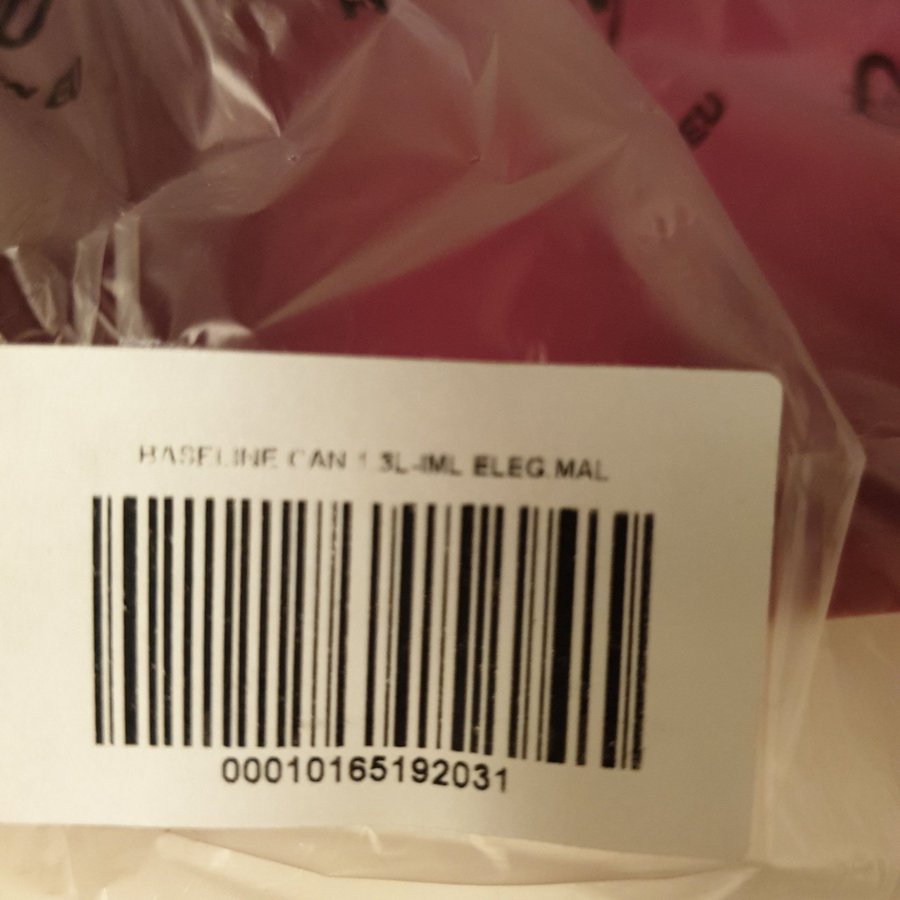 BASELINE CAN 1.3L-IML ELEG.MAL
00010165192031